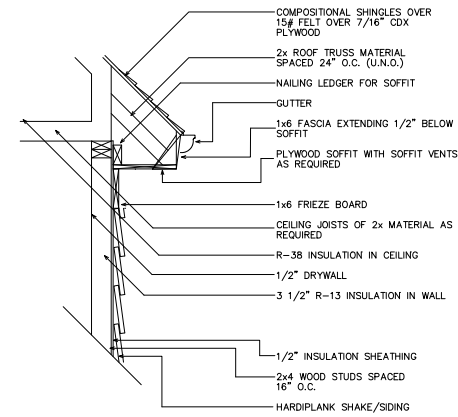 COMPOSITIONAL SHINGLES OVER
15# FELT OVER 7/16" CDX
PLYWOOD
2x ROOF TRUSS MATERIAL
SPACED 24" O.C. (U.N.O.)
NAILING LEDGER FOR SOFFIT
GUTTER
1x6 FASCIA EXTENDING 1/2" BELOW
SOFFIT
PLYWOOD SOFFIT WITH SOFFIT VENTS
AS REQUIRED
1x6 FRIEZE BOARD
CEILING JOISTS OF 2x MATERIAL AS
REQUIRED
R-38 INSULATION IN CEILING
1/2" DRYWALL
3 1/2" R-13 INSULATION IN WALL
1/2" INSULATION SHEATHING
2x4 WOOD STUDS SPACED
16" O.C.
HARDIPLANK SHAKE/SIDING